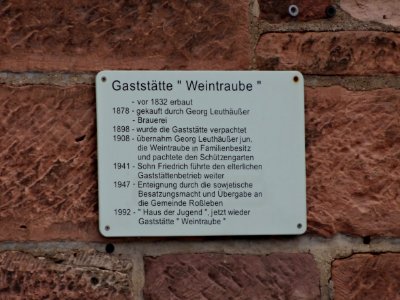 Gaststätte " Weintraube "
- vor 1832 erbaut
1878 - gekauft durch Georg Leuthäußer
- Brauerei
1898 - wurde die Gaststätte verpachtet
1908 - übernahm Georg Leuthäußer jun.
die Weintraube in Familienbesitz
und pachtete den Schützengarten
1941 - Sohn Friedrich führte den elterlichen
Gaststättenbetrieb weiter
1947 - Enteignung durch die sowjetische
Besatzungsmacht und Übergabe an
die Gemeinde Roßleben
1992 - " Haus der Jugend ", jetzt wieder
Gaststätte " Weintraube "